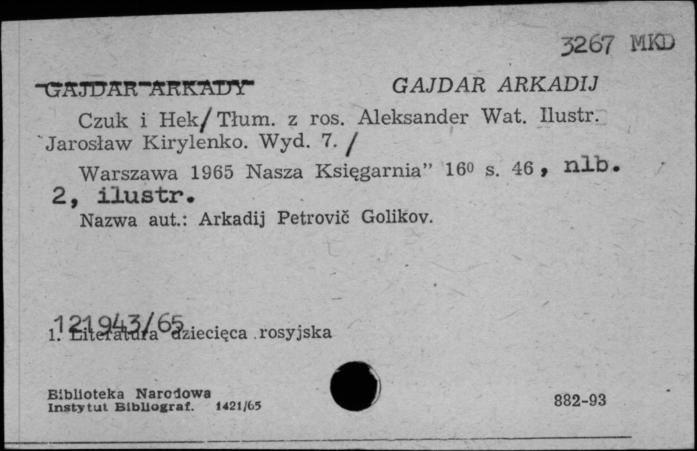 3267 MKD
GAJDAR ARKADY GAJDAR ARKADIJ
Czuk i Hek/ Tłum. z ros. Aleksander Wat. Ilustr.
Jarosław Kirylenko. Wyd. 7. /
Warszawa 1965 Nasza Księgarnia” 16⁰ s. 46, nlb.
2, ilustr.
Nazwa aut.: Arkadij Petrovič Golikov.
121943/65
1. Literatura dziecięca rosyjska
Biblioteka Narodowa
Instytut Bibliograf. 1421/65 882-93